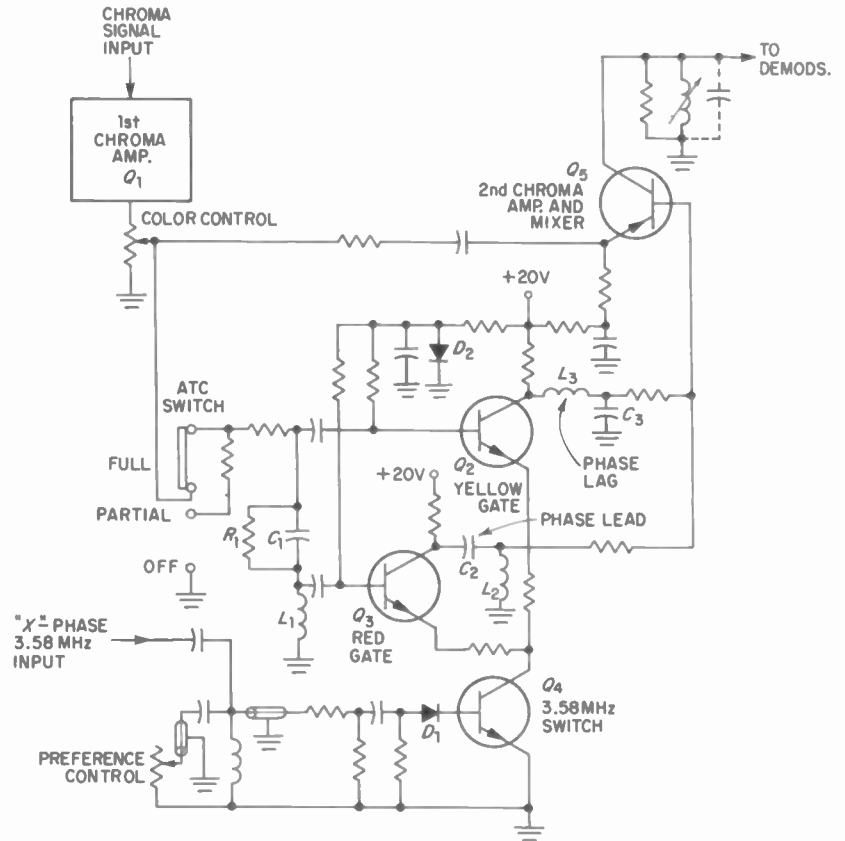 CHROMA
SIGNAL
INPUT
TO
DEMODS.
1st
CHROMA
AMP.
Q1
Q5
2nd CHROMA
AMP. AND
MIXER
COLOR CONTROL
+20V
D2
L3
ATC
SWITCH
C3
FULL
Q2
YELLOW
GATE
PHASE
LAG
+20V
PARTIAL
PHASE LEAD
R1
C1
C2
OFF
L2
L1
Q3
RED
GATE
"X"-PHASE
3.58 MHz
INPUT
Q4
3.58MHz
SWITCH
D1
PREFERENCE
CONTROL